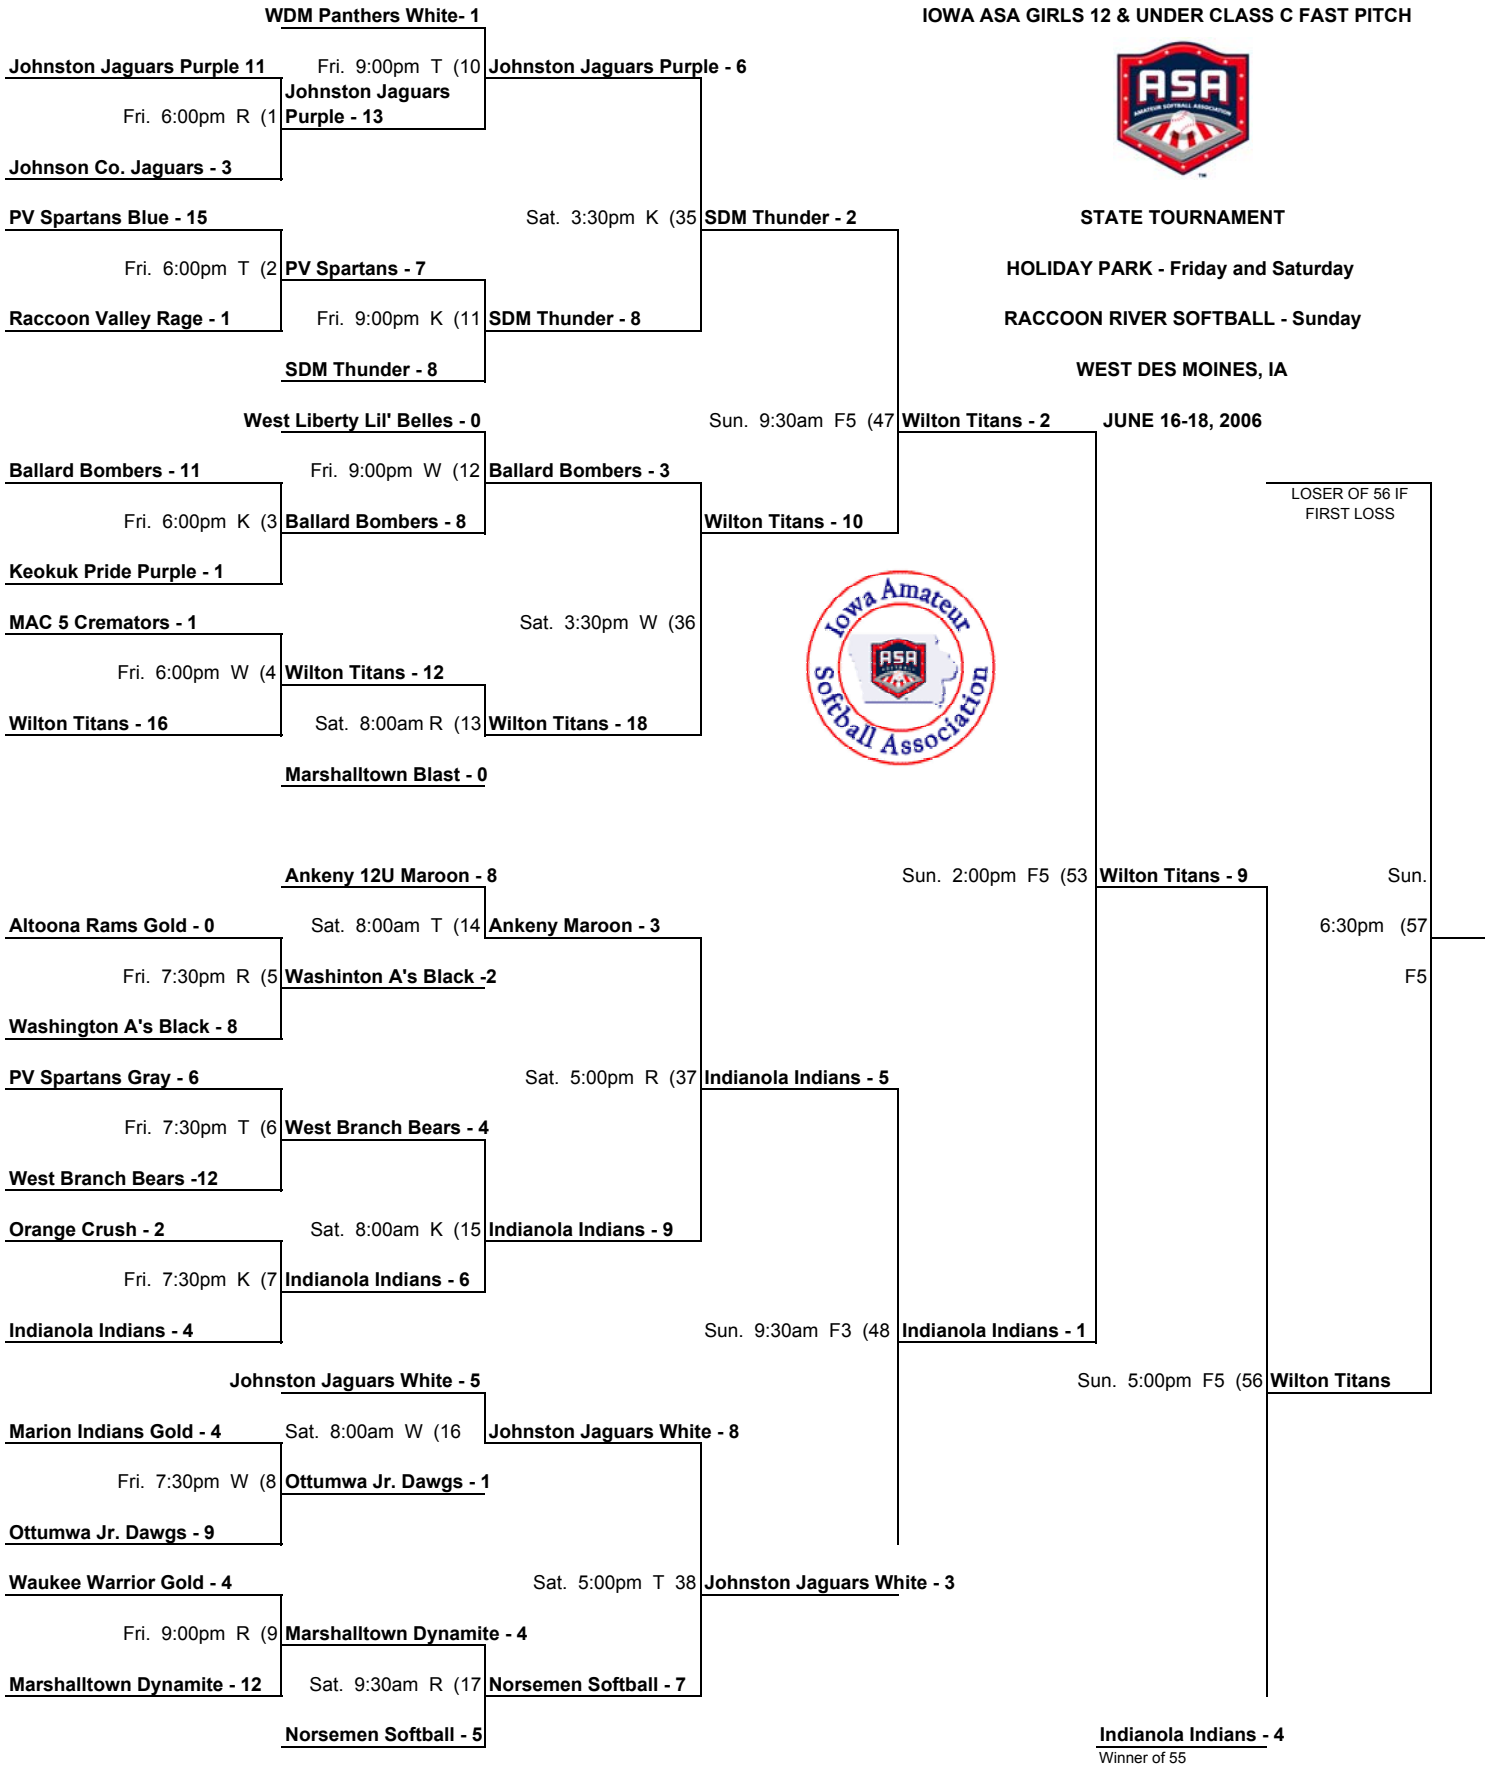 WDM Panthers White- 1
IOWA ASA GIRLS 12 & UNDER CLASS C FAST PITCH
Johnston Jaguars Purple 11
Fri. 9:00pm T (10
Johnston Jaguars Purple - 6
Johnston Jaguars
Purple - 13
Fri. 6:00pm R (1
ASA
AMATEUR SOFTBALL ASSOCIATION
TM
Johnson Co. Jaguars - 3
PV Spartans Blue - 15
Sat. 3:30pm K (35
SDM Thunder - 2
STATE TOURNAMENT
Fri. 6:00pm T (2
PV Spartans - 7
HOLIDAY PARK - Friday and Saturday
Raccoon Valley Rage - 1
Fri. 9:00pm K (11
SDM Thunder - 8
RACCOON RIVER SOFTBALL - Sunday
SDM Thunder - 8
WEST DES MOINES, IA
West Liberty Lil' Belles - 0
Sun. 9:30am F5 (47
Wilton Titans - 2
JUNE 16-18, 2006
Ballard Bombers - 11
Fri. 9:00pm W (12
Ballard Bombers - 3
LOSER OF 56 IF
FIRST LOSS
Fri. 6:00pm K (3
Ballard Bombers - 8
Wilton Titans - 10
Keokuk Pride Purple - 1
MAC 5 Cremators - 1
Sat. 3:30pm W (36
Iowa Amateur
Softball Association
ASA
Fri. 6:00pm W (4
Wilton Titans - 12
Wilton Titans - 16
Sat. 8:00am R (13
Wilton Titans - 18
Marshalltown Blast - 0
Ankeny 12U Maroon - 8
Sun. 2:00pm F5 (53
Wilton Titans - 9
Sun.
Altoona Rams Gold - 0
Sat. 8:00am T (14
Ankeny Maroon - 3
6:30pm (57
Fri. 7:30pm R (5
Washinton A's Black -2
F5
Washington A's Black - 8
PV Spartans Gray - 6
Sat. 5:00pm R (37
Indianola Indians - 5
Fri. 7:30pm T (6
West Branch Bears - 4
West Branch Bears -12
Orange Crush - 2
Sat. 8:00am K (15
Indianola Indians - 9
Fri. 7:30pm K (7
Indianola Indians - 6
Indianola Indians - 4
Sun. 9:30am F3 (48
Indianola Indians - 1
Johnston Jaguars White - 5
Sun. 5:00pm F5 (56
Wilton Titans
Marion Indians Gold - 4
Sat. 8:00am W (16
Johnston Jaguars White - 8
Fri. 7:30pm W (8
Ottumwa Jr. Dawgs - 1
Ottumwa Jr. Dawgs - 9
Waukee Warrior Gold - 4
Sat. 5:00pm T 38
Johnston Jaguars White - 3
Fri. 9:00pm R (9
Marshalltown Dynamite - 4
Marshalltown Dynamite - 12
Sat. 9:30am R (17
Norsemen Softball - 7
Norsemen Softball - 5
Indianola Indians - 4
Winner of 55